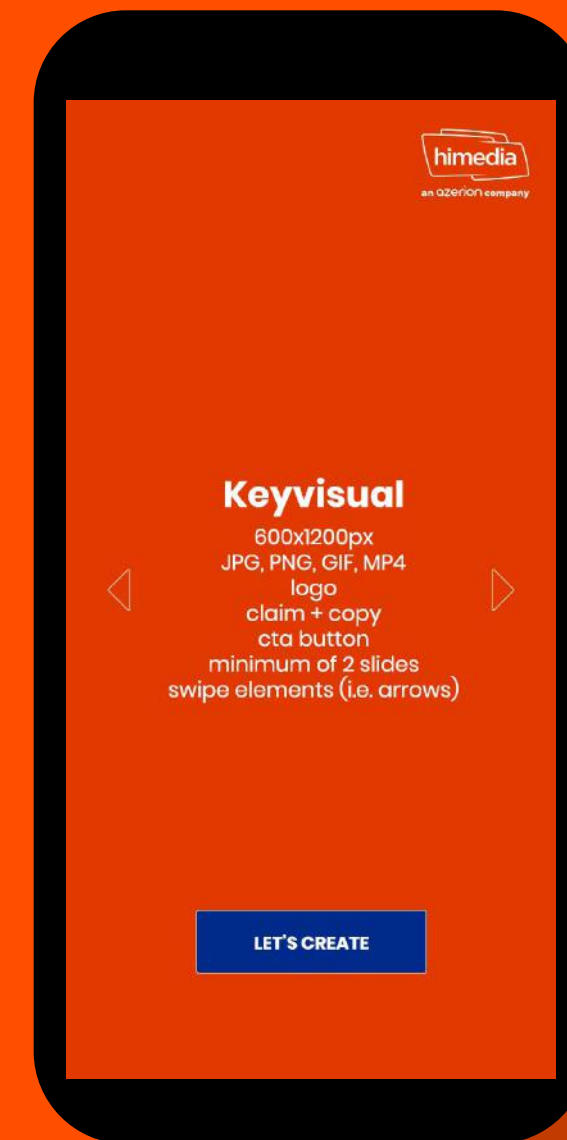 himedia
an azerion company
Keyvisual
600x1200px
JPG, PNG, GIF, MP4
logo
claim + copy
cta button
minimum of 2 slides
swipe elements (i.e. arrows)
LET'S CREATE